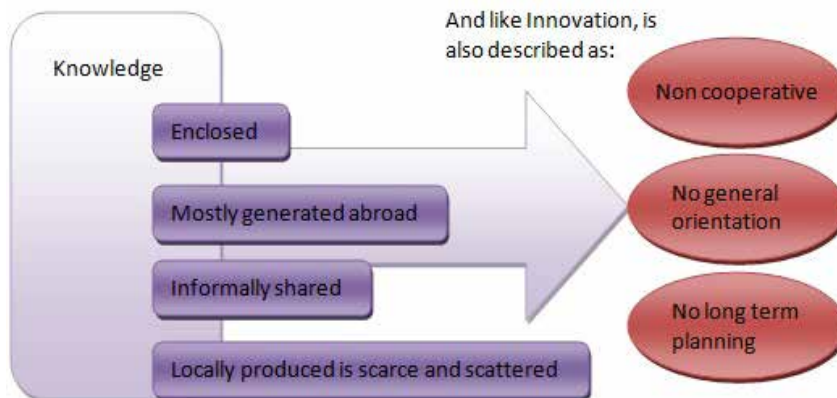 Knowledge
Enclosed
Mostly generated abroad
Informally shared
Locally produced is scarce and scattered
And like Innovation, is
also described as:
Non cooperative
No general
orientation
No long term
planning